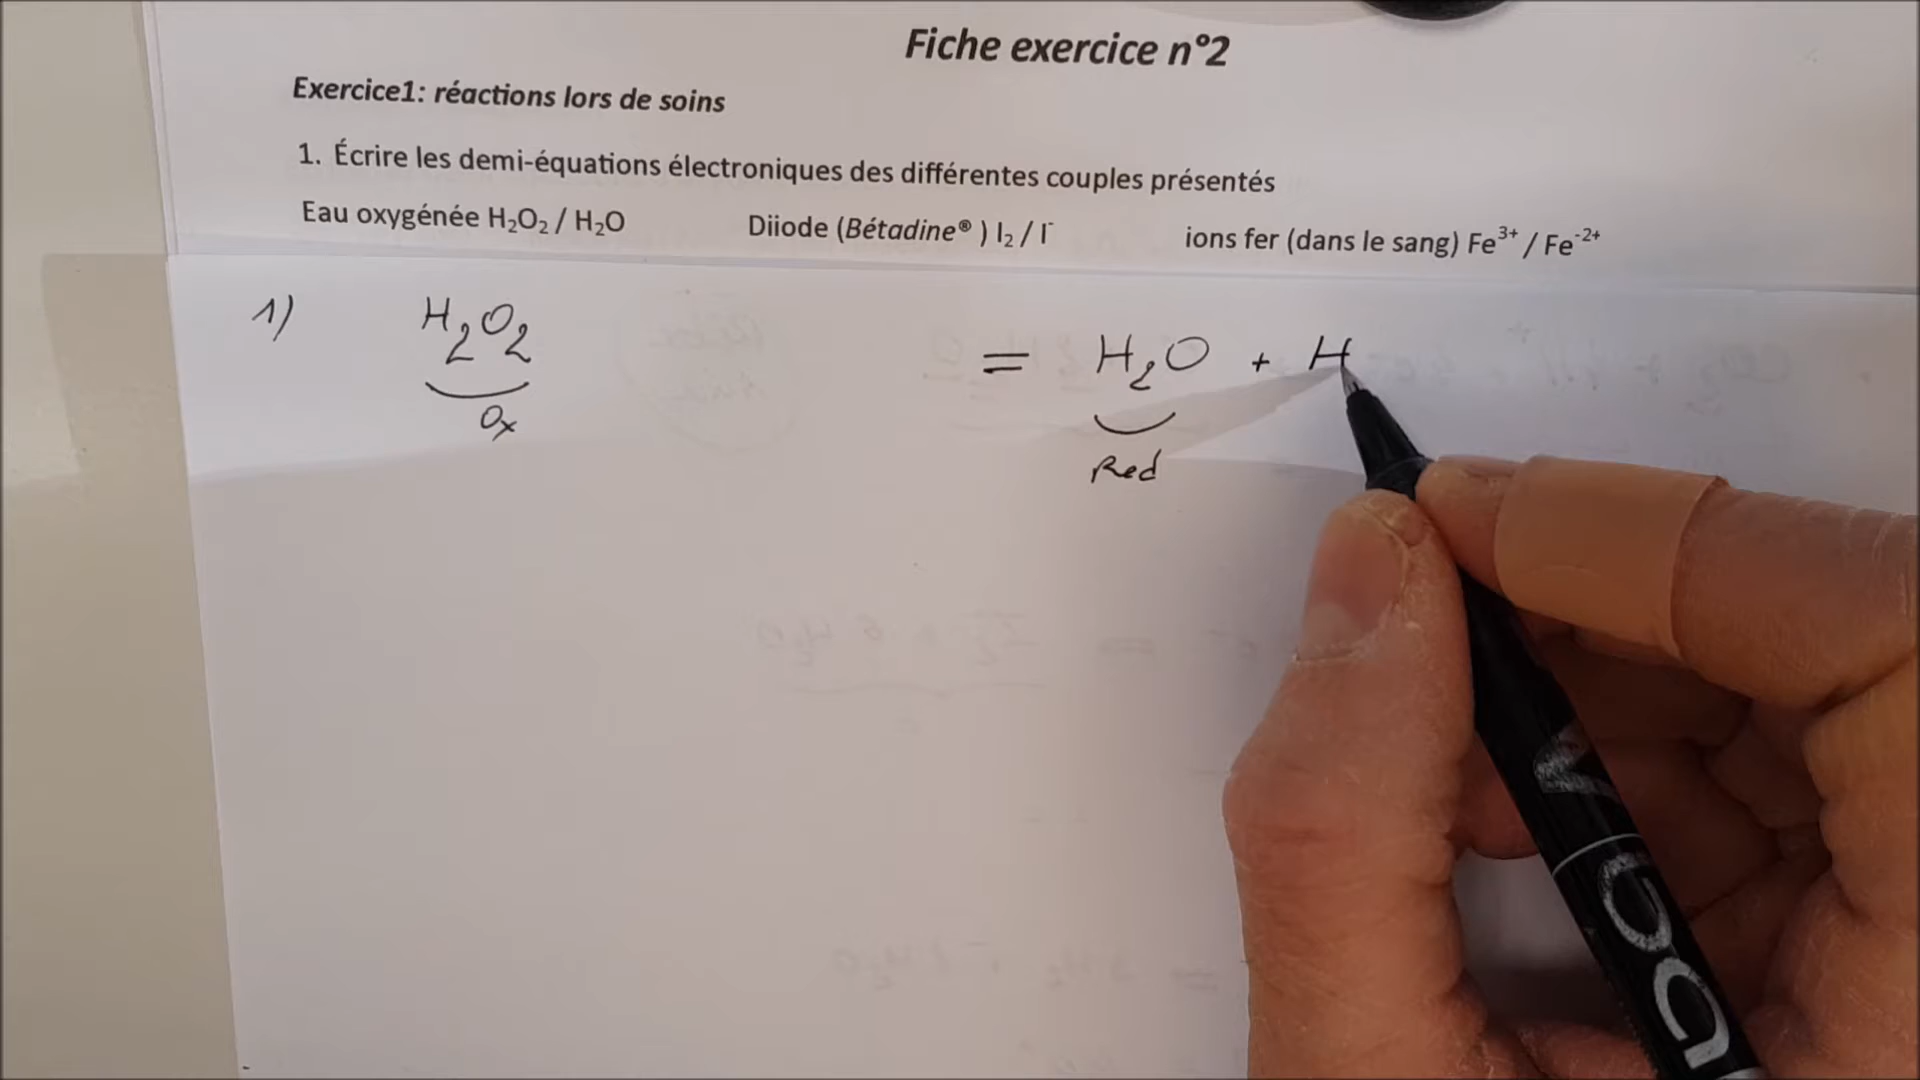 Fiche exercice n°2
Exercice1: réactions lors de soins
1. Écrire les demi-équations électroniques des différentes couples présentés
Eau oxygénée H₂O₂ / H₂O    Diiode (Bétadine® ) I₂ / I⁻    ions fer (dans le sang) Fe³⁺ / Fe⁻²⁺
1) H₂O₂ = H₂O + H
Ox
Red